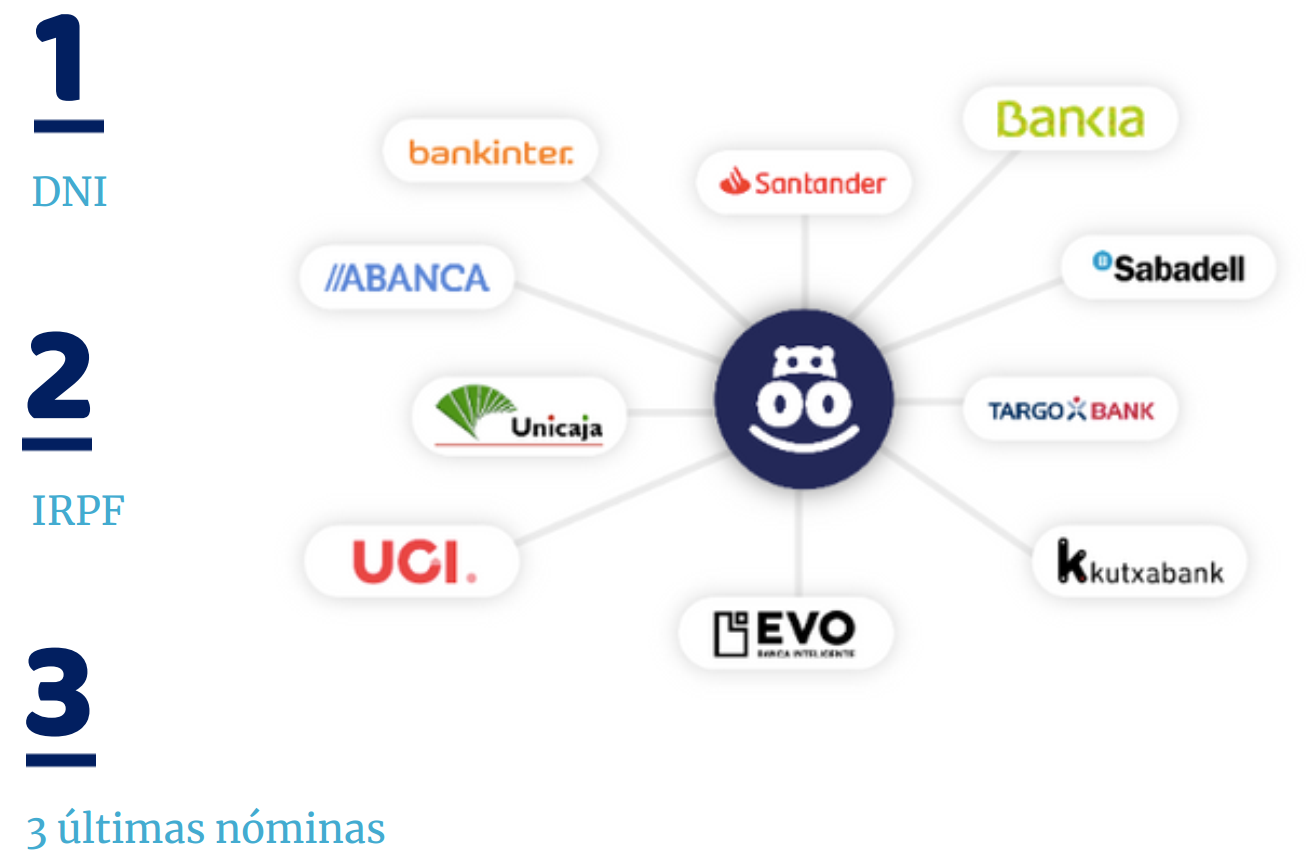 1
DNI
2
IRPF
3
3 últimas nóminas
bankinter.
Santander
Bankia
//ABANCA
Sabadell
Unicaja
TARGO BANK
UCI.
kutxabank
EVO
BANCA INTELIGENTE